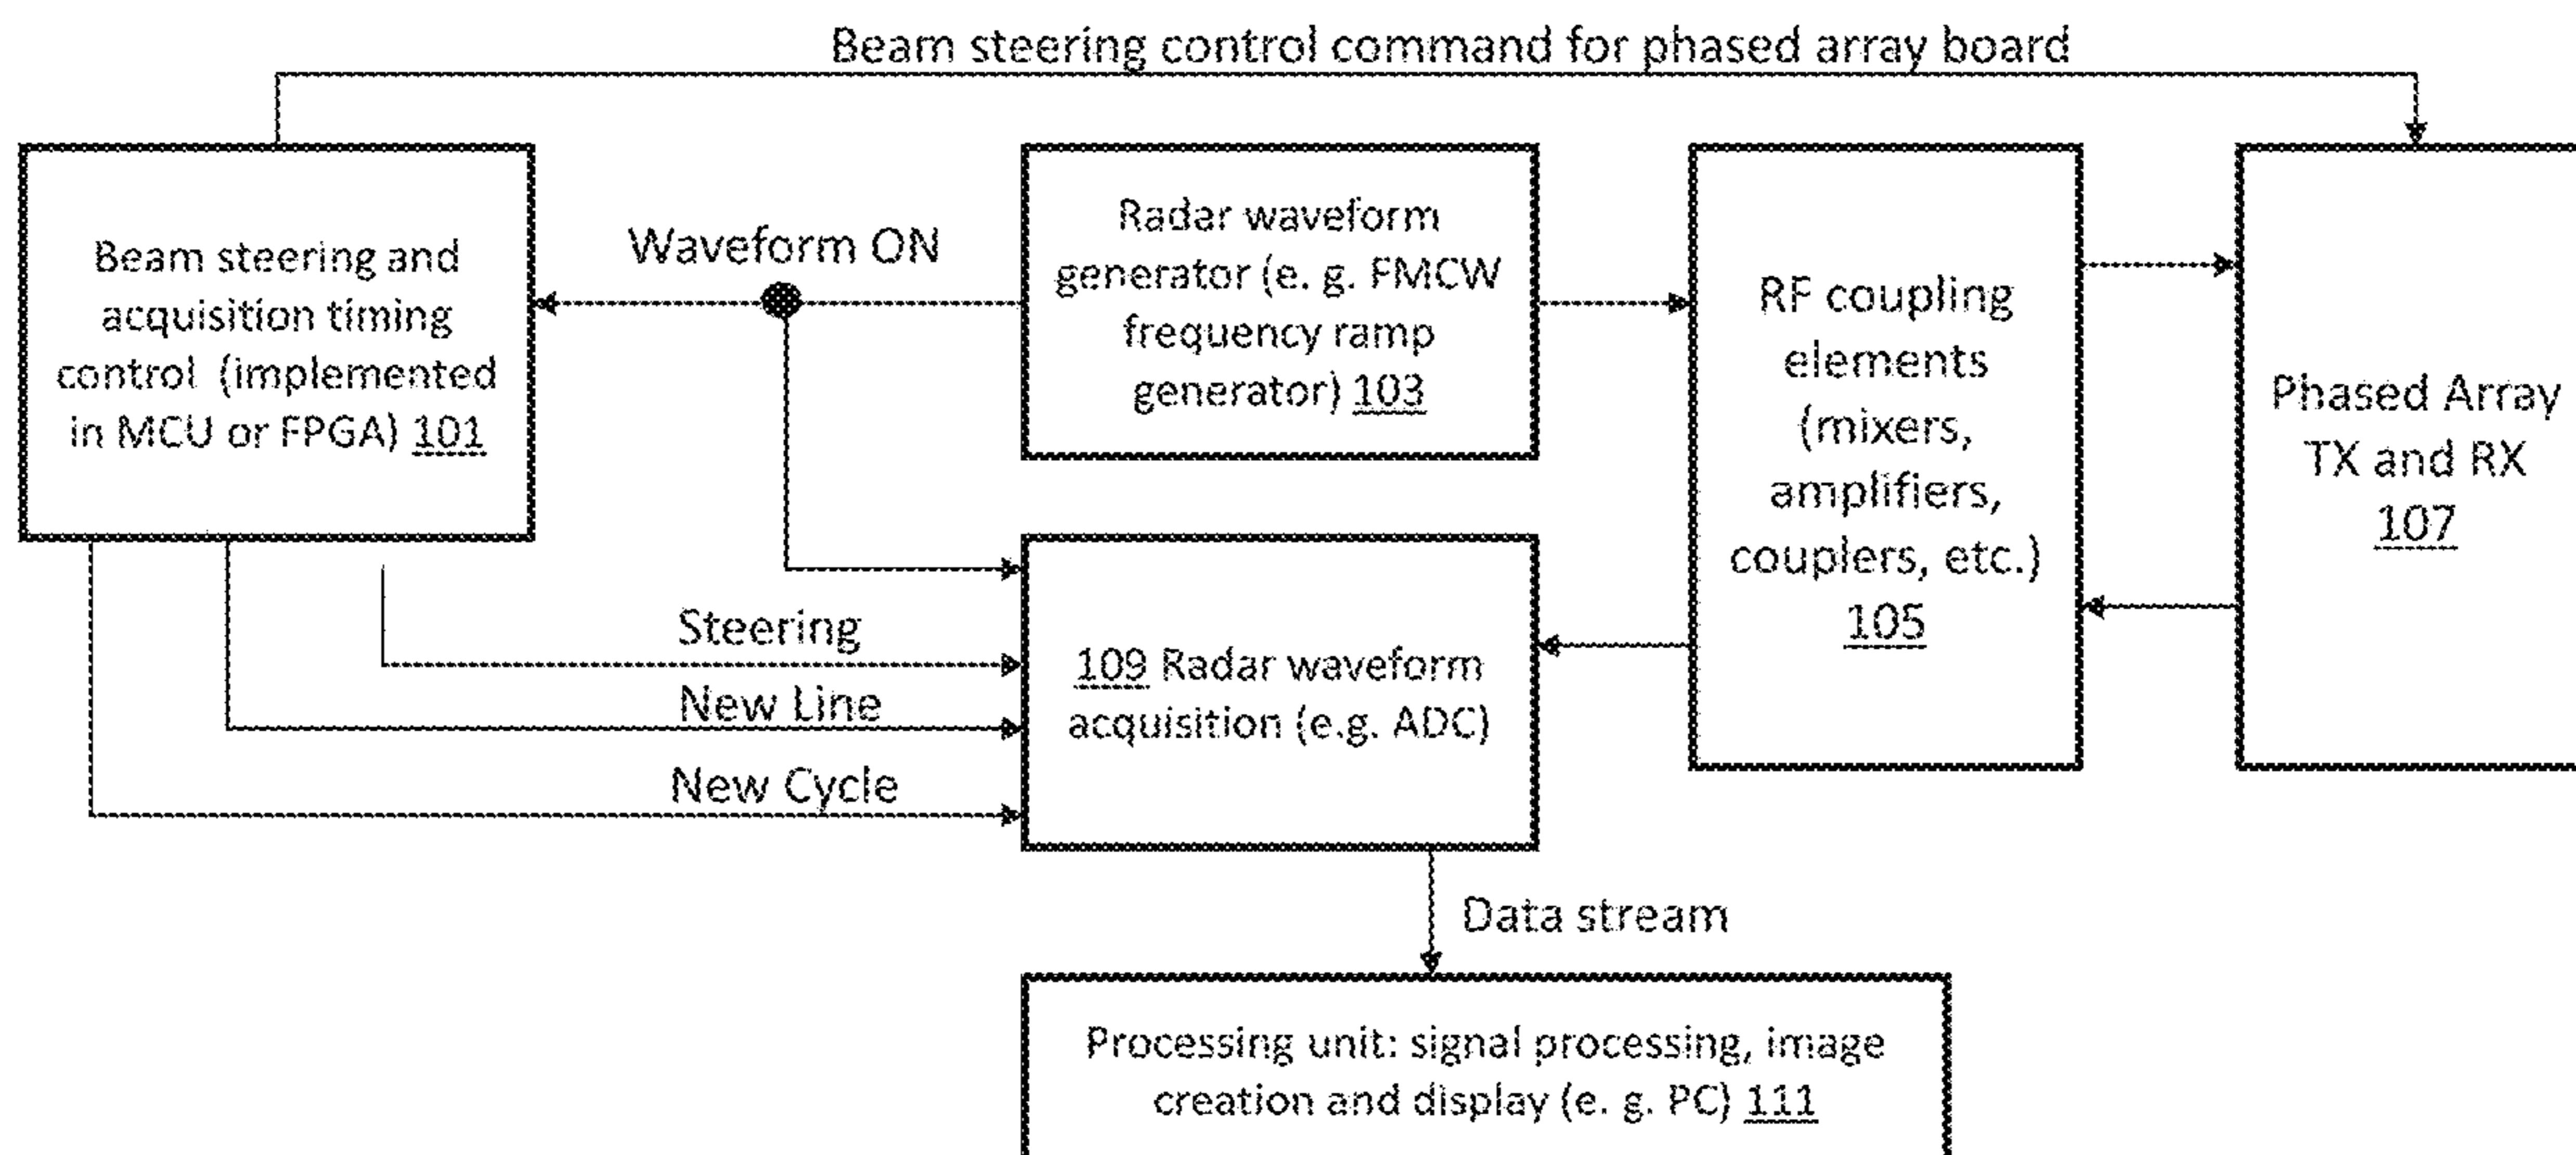 Beam steering control command for phased array board
Beam steering and
acquisition timing
control (implemented
in MCU or FPGA) 101
Waveform ON
Radar waveform
generator (e. g. FMCW
frequency ramp
generator) 103
RF coupling
elements
(mixers,
amplifiers,
couplers, etc.)
105
Phased Array
TX and RX
107
Steering
New Line
New Cycle
109 Radar waveform
acquisition (e.g. ADC)
Data stream
Processing unit: signal processing, image
creation and display (e. g. PC) 111